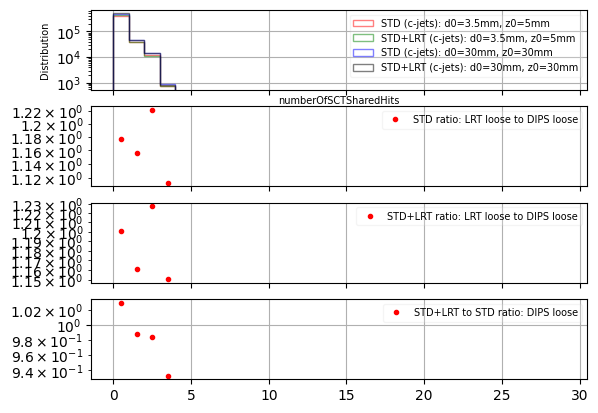 Distribution
10^5
10^4
10^3
STD (c-jets): d0=3.5mm, z0=5mm
STD+LRT (c-jets): d0=3.5mm, z0=5mm
STD (c-jets): d0=30mm, z0=30mm
STD+LRT (c-jets): d0=30mm, z0=30mm
numberOfSCTSharedHits
1.22 × 10^0
1.2 × 10^0
1.18 × 10^0
1.16 × 10^0
1.14 × 10^0
1.12 × 10^0
STD ratio: LRT loose to DIPS loose
1.23 × 10^0
1.22 × 10^0
1.21 × 10^0
1.2 × 10^0
1.19 × 10^0
1.18 × 10^0
1.17 × 10^0
1.16 × 10^0
1.15 × 10^0
STD+LRT ratio: LRT loose to DIPS loose
1.02 × 10^0
10^0
9.8 × 10^-1
9.6 × 10^-1
9.4 × 10^-1
STD+LRT to STD ratio: DIPS loose
0 5 10 15 20 25 30